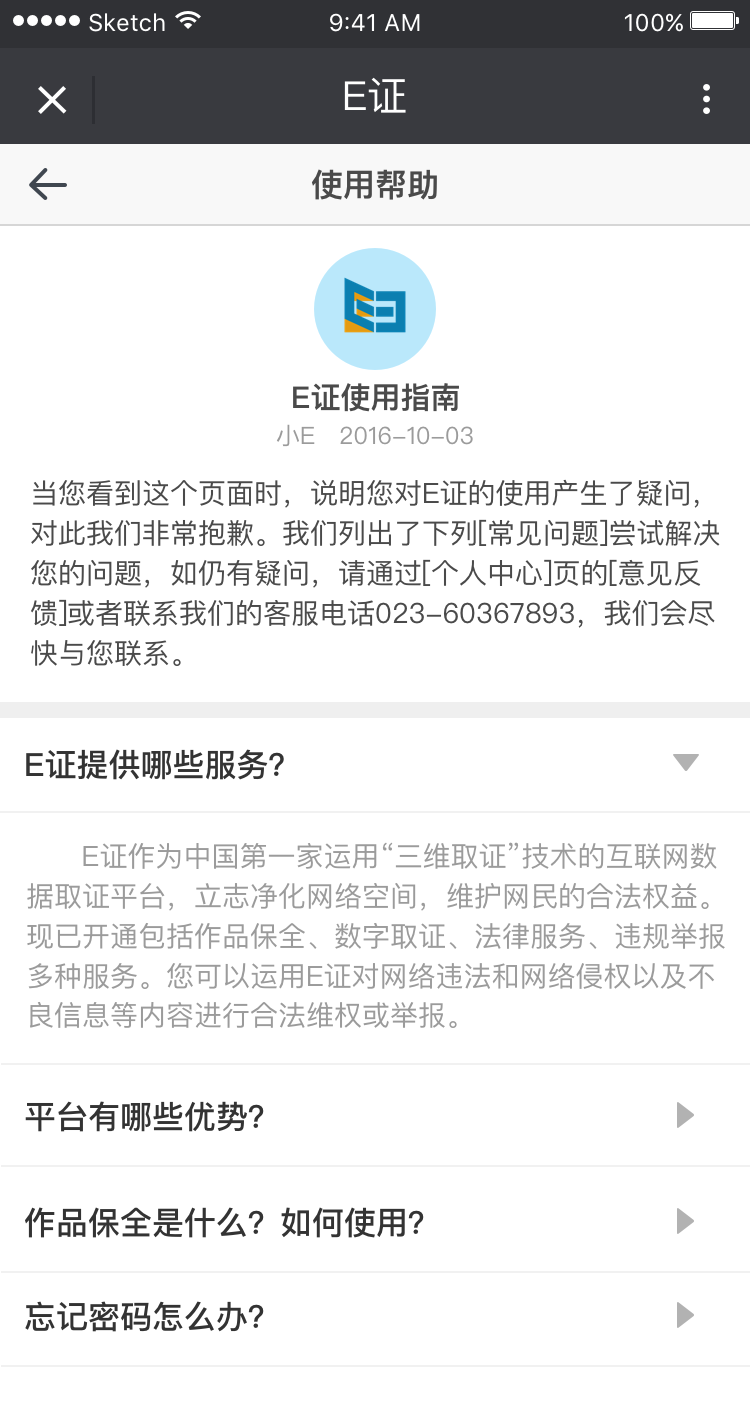 Sketch 9:41 AM 100%
E证
使用帮助
E证使用指南
小E 2016-10-03
当您看到这个页面时，说明您对E证的使用产生了疑问，
对此我们非常抱歉。我们列出了下列[常见问题]尝试解决
您的问题，如仍有疑问，请通过[个人中心]页的[意见反
馈]或者联系我们的客服电话023-60367893，我们会尽
快与您联系。
E证提供哪些服务?
E证作为中国第一家运用“三维取证”技术的互联网数
据取证平台，立志净化网络空间，维护网民的合法权益。
现已开通包括作品保全、数字取证、法律服务、违规举报
多种服务。您可以运用E证对网络违法和网络侵权以及不
良信息等内容进行合法维权或举报。
平台有哪些优势?
作品保全是什么？如何使用?
忘记密码怎么办?